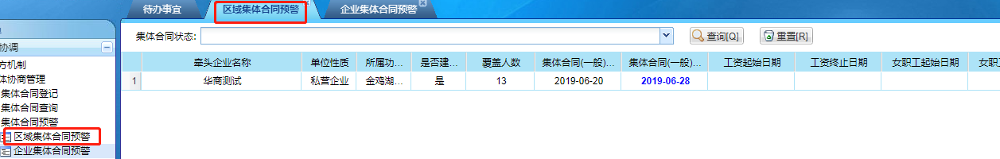 待办事宜 区域集体合同预警 企业集体合同预警
集体合同状态: 查询[Q] 重置[R]
协调
方机制
体协商管理
集体合同登记
集体合同查询
集体合同预警
区域集体合同预警
企业集体合同预警
牵头企业名称 单位性质 所属功... 是否建... 覆盖人数 集体合同(一般)... 集体合同(一般)... 工资起始日期 工资终止日期 女职工起始日期 女职工
1 华商测试 私营企业 金鸡湖... 是 13 2019-06-20 2019-06-28